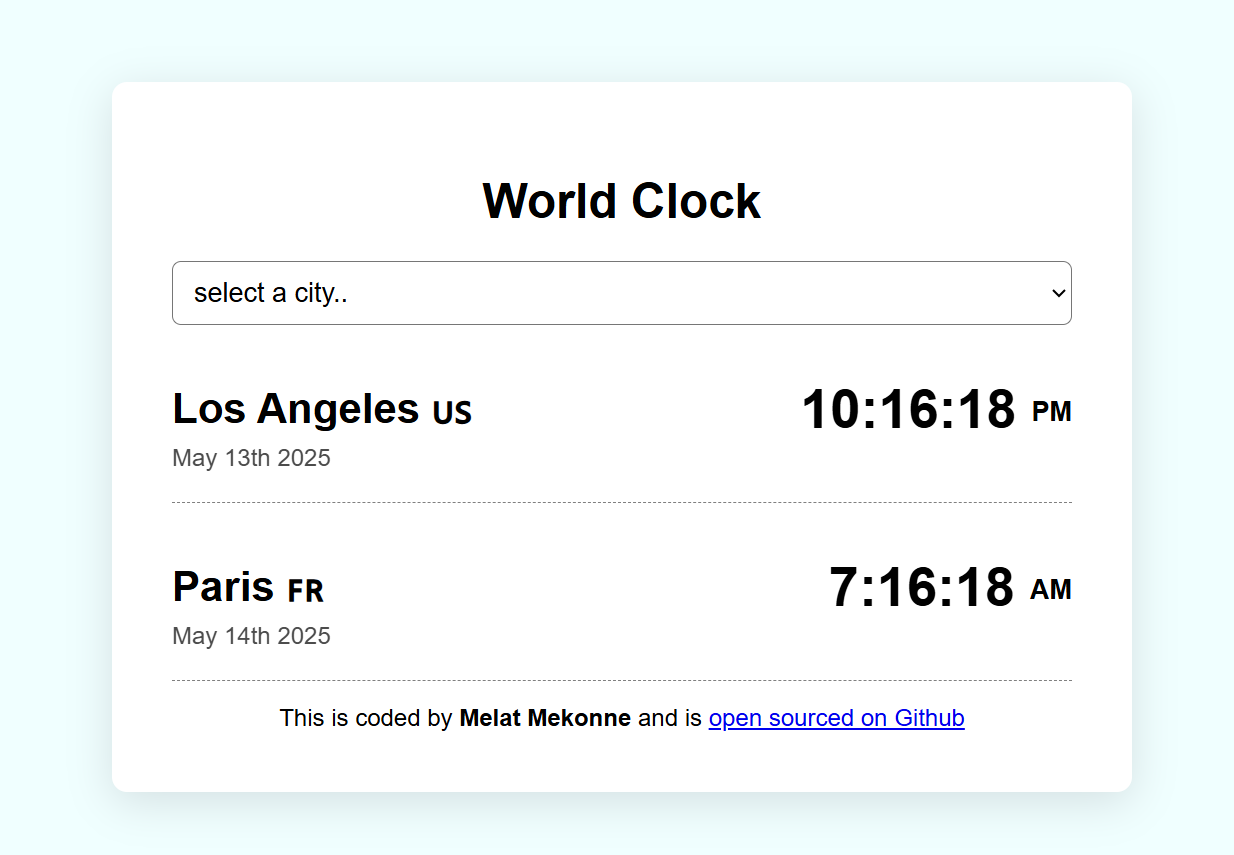 World Clock
select a city..
Los Angeles US
10:16:18 PM
May 13th 2025
Paris FR
7:16:18 AM
May 14th 2025
This is coded by Melat Mekonne and is open sourced on Github